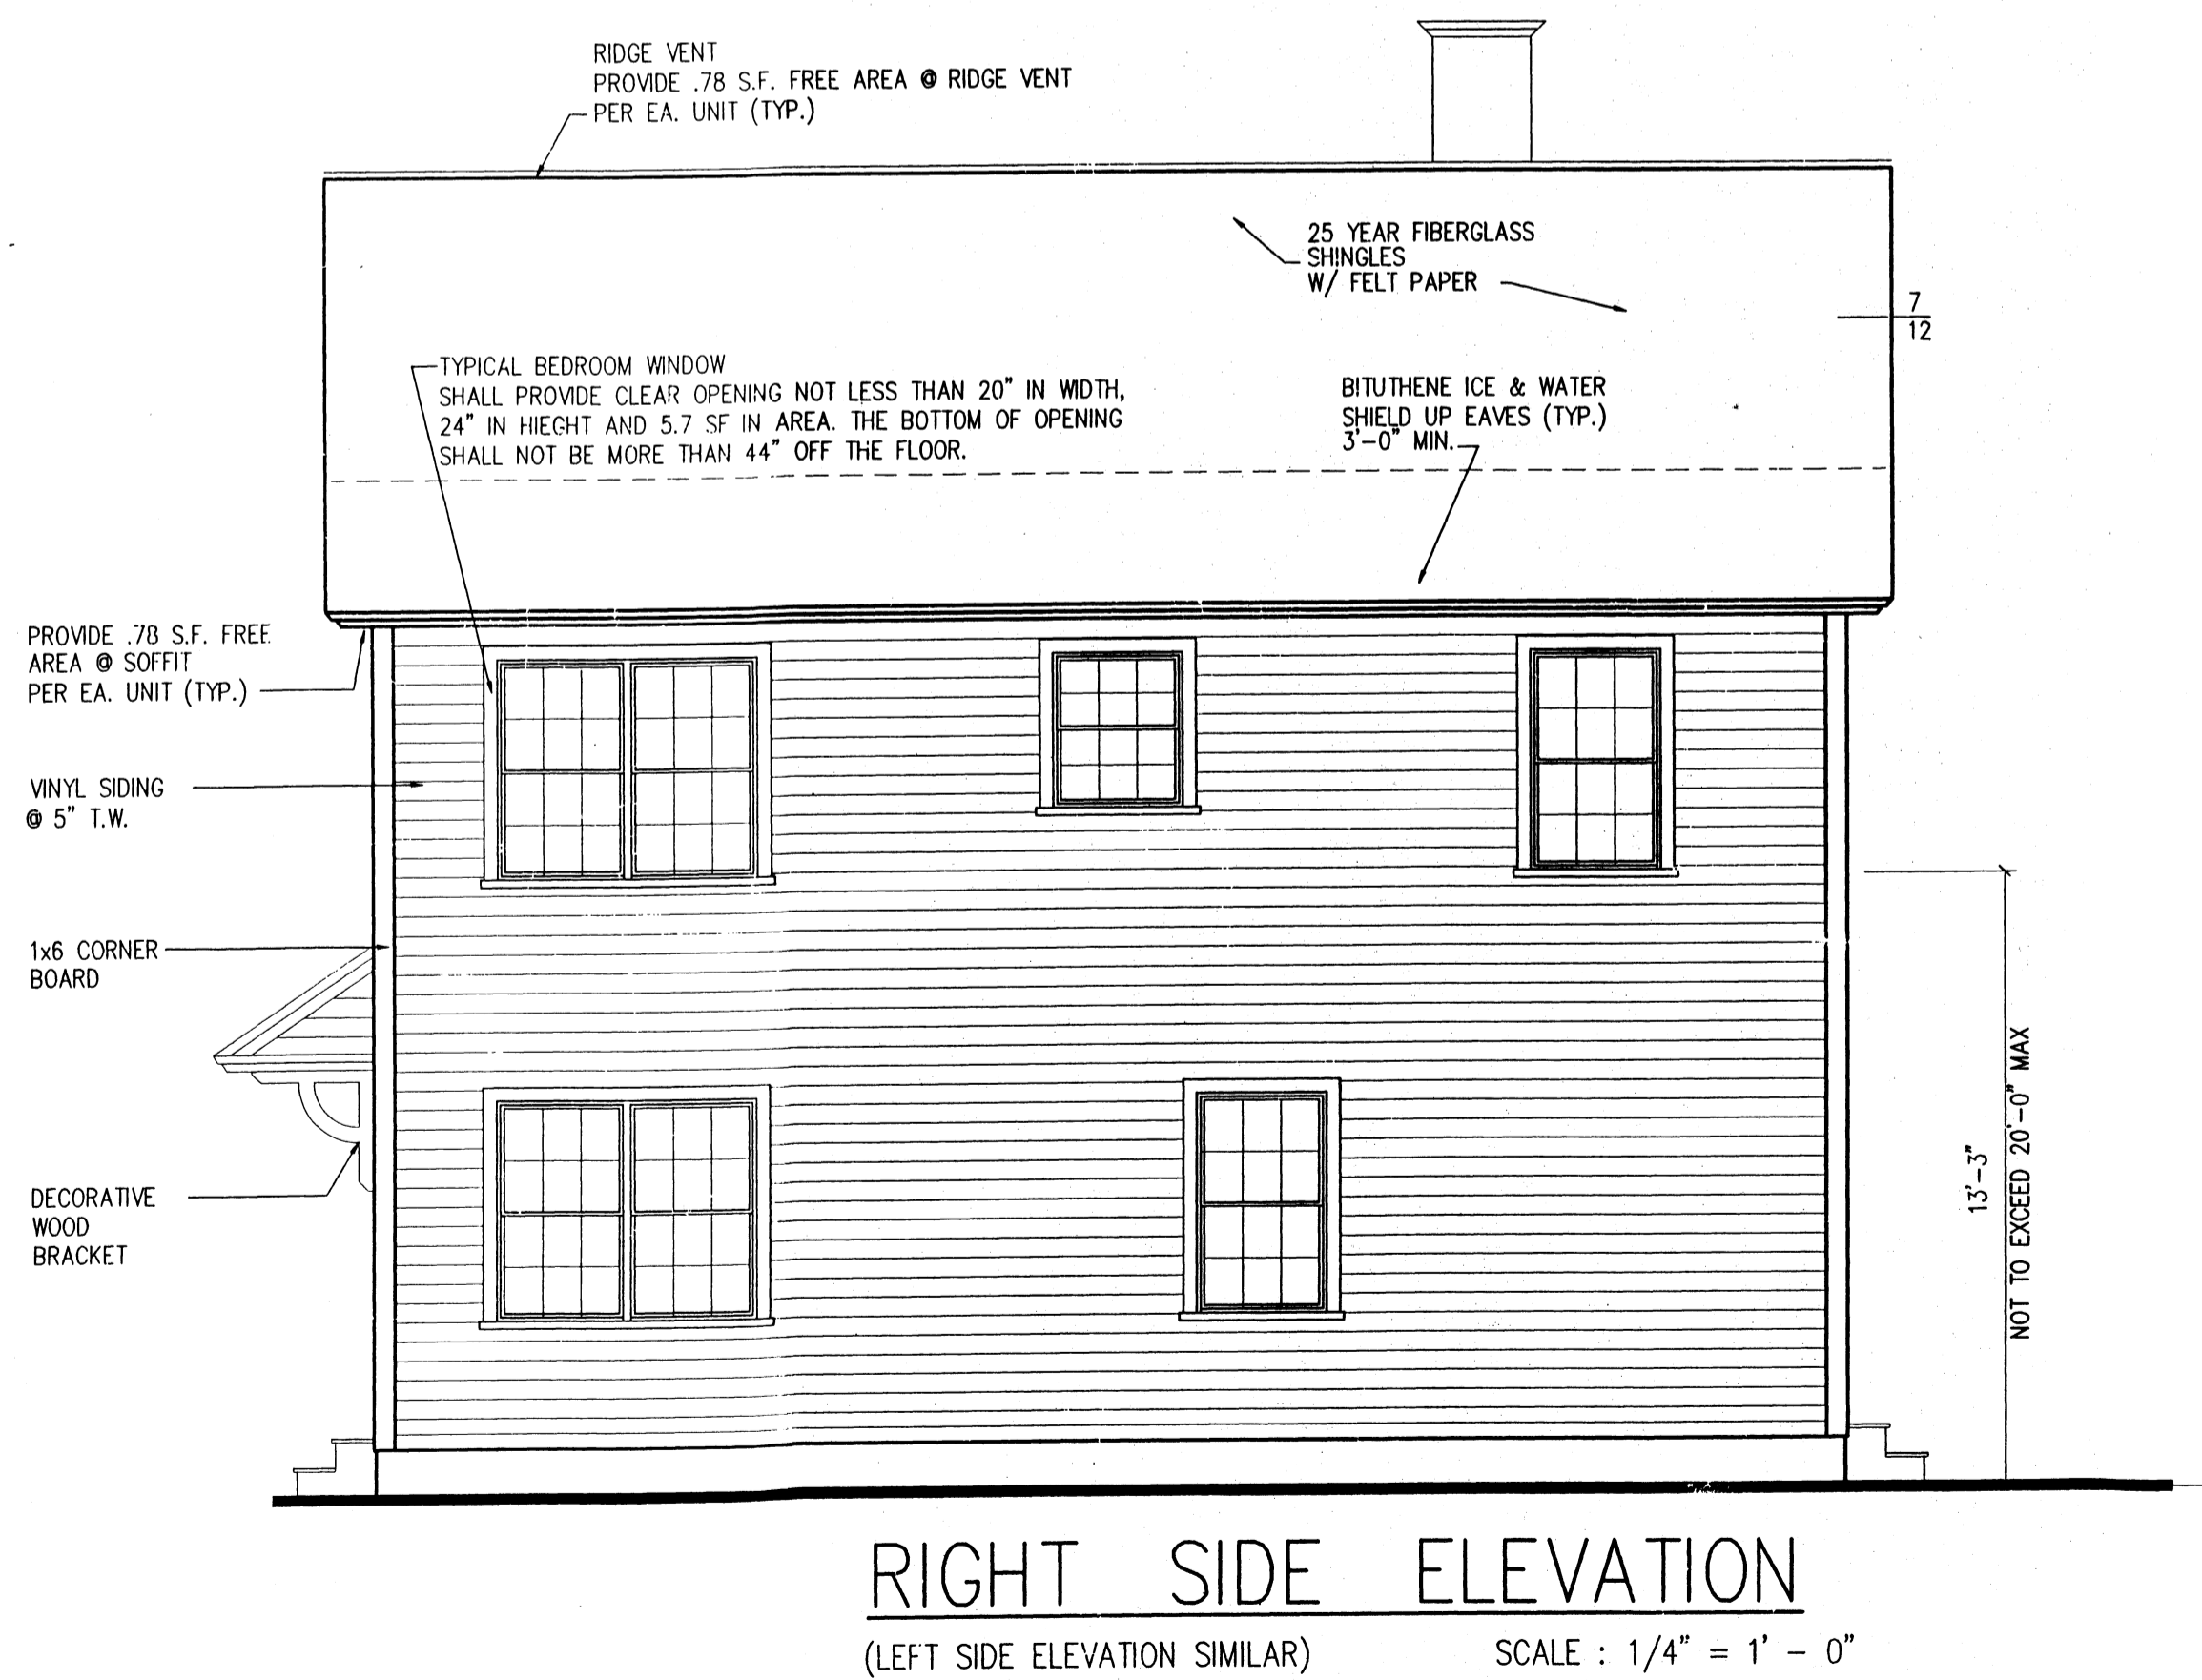 RIDGE VENT
PROVIDE .78 S.F. FREE AREA @ RIDGE VENT
PER EA. UNIT (TYP.)
25 YEAR FIBERGLASS
SHINGLES
W/ FELT PAPER
7
12
TYPICAL BEDROOM WINDOW
SHALL PROVIDE CLEAR OPENING NOT LESS THAN 20" IN WIDTH,
24" IN HIEGHT AND 5.7 SF IN AREA. THE BOTTOM OF OPENING
SHALL NOT BE MORE THAN 44" OFF THE FLOOR.
BITUTHENE ICE & WATER
SHIELD UP EAVES (TYP.)
3'-0" MIN.
PROVIDE .78 S.F. FREE
AREA @ SOFFIT
PER EA. UNIT (TYP.)
VINYL SIDING
@ 5" T.W.
1x6 CORNER
BOARD
DECORATIVE
WOOD
BRACKET
13'-3"
NOT TO EXCEED 20'-0" MAX
RIGHT SIDE ELEVATION
(LEFT SIDE ELEVATION SIMILAR)
SCALE : 1/4" = 1' - 0"